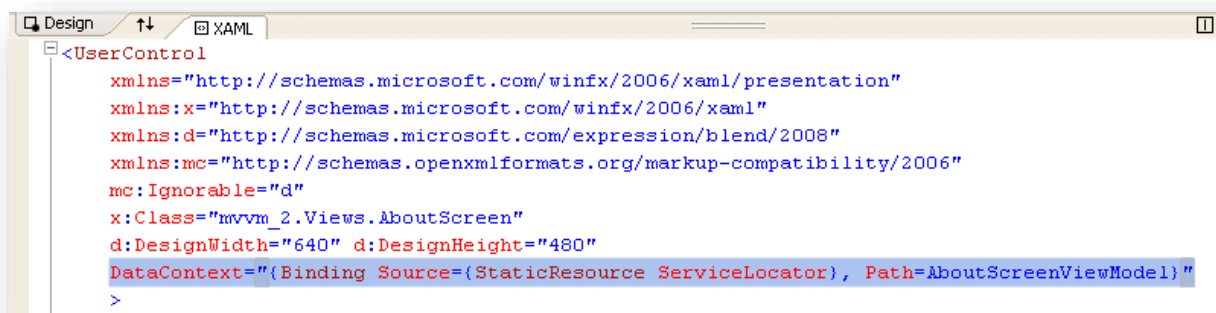 Design XAML
<UserControl
xmlns="http://schemas.microsoft.com/winfx/2006/xaml/presentation"
xmlns:x="http://schemas.microsoft.com/winfx/2006/xaml"
xmlns:d="http://schemas.microsoft.com/expression/blend/2008"
xmlns:mc="http://schemas.openxmlformats.org/markup-compatibility/2006"
mc:Ignorable="d"
x:Class="mvvm_2.Views.AboutScreen"
d:DesignWidth="640" d:DesignHeight="480"
DataContext="{Binding Source={StaticResource ServiceLocator}, Path=AboutScreenViewModel}"
>